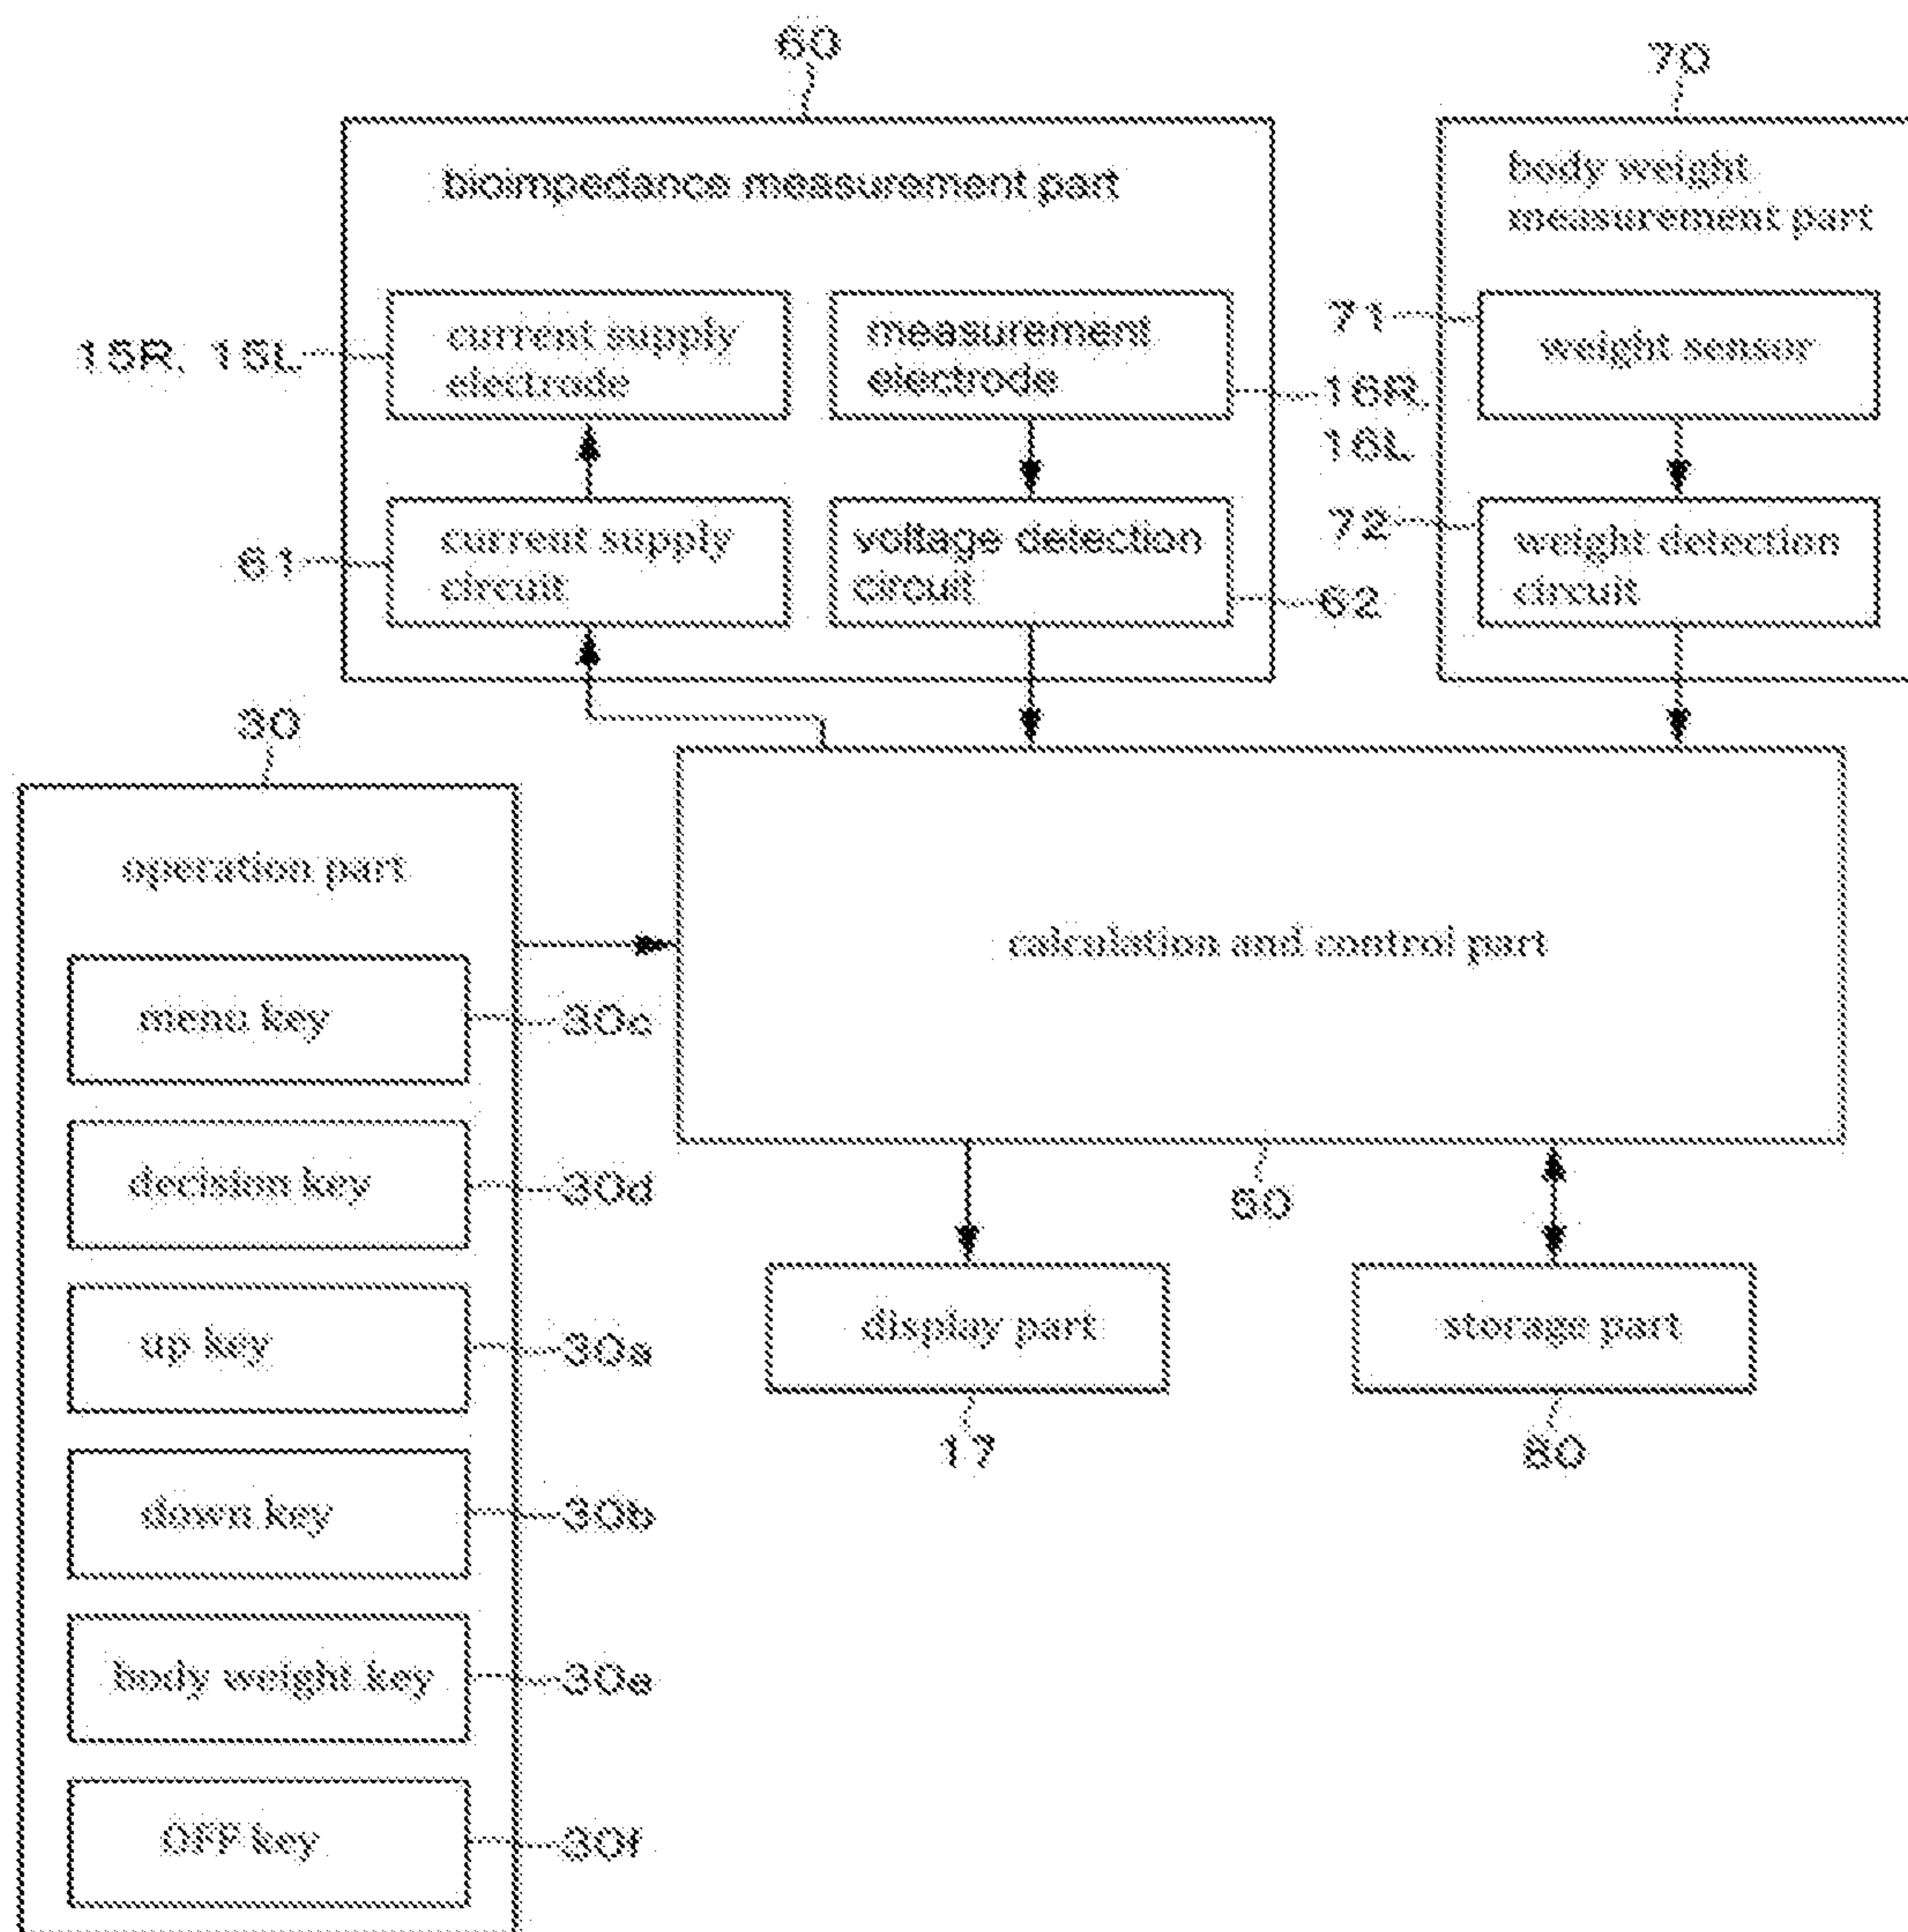 60
70
bioimpedance measurement part
body weight
measurement part
15R, 15L
current supply
electrode
measurement
electrode
16R,
16L
71
weight sensor
61
current supply
circuit
voltage detection
circuit
62
72
weight detection
circuit
30
operation part
calculation and control part
menu key
30c
decision key
30d
50
up key
30a
display part
storage part
17
80
down key
30b
body weight key
30e
OFF key
30f